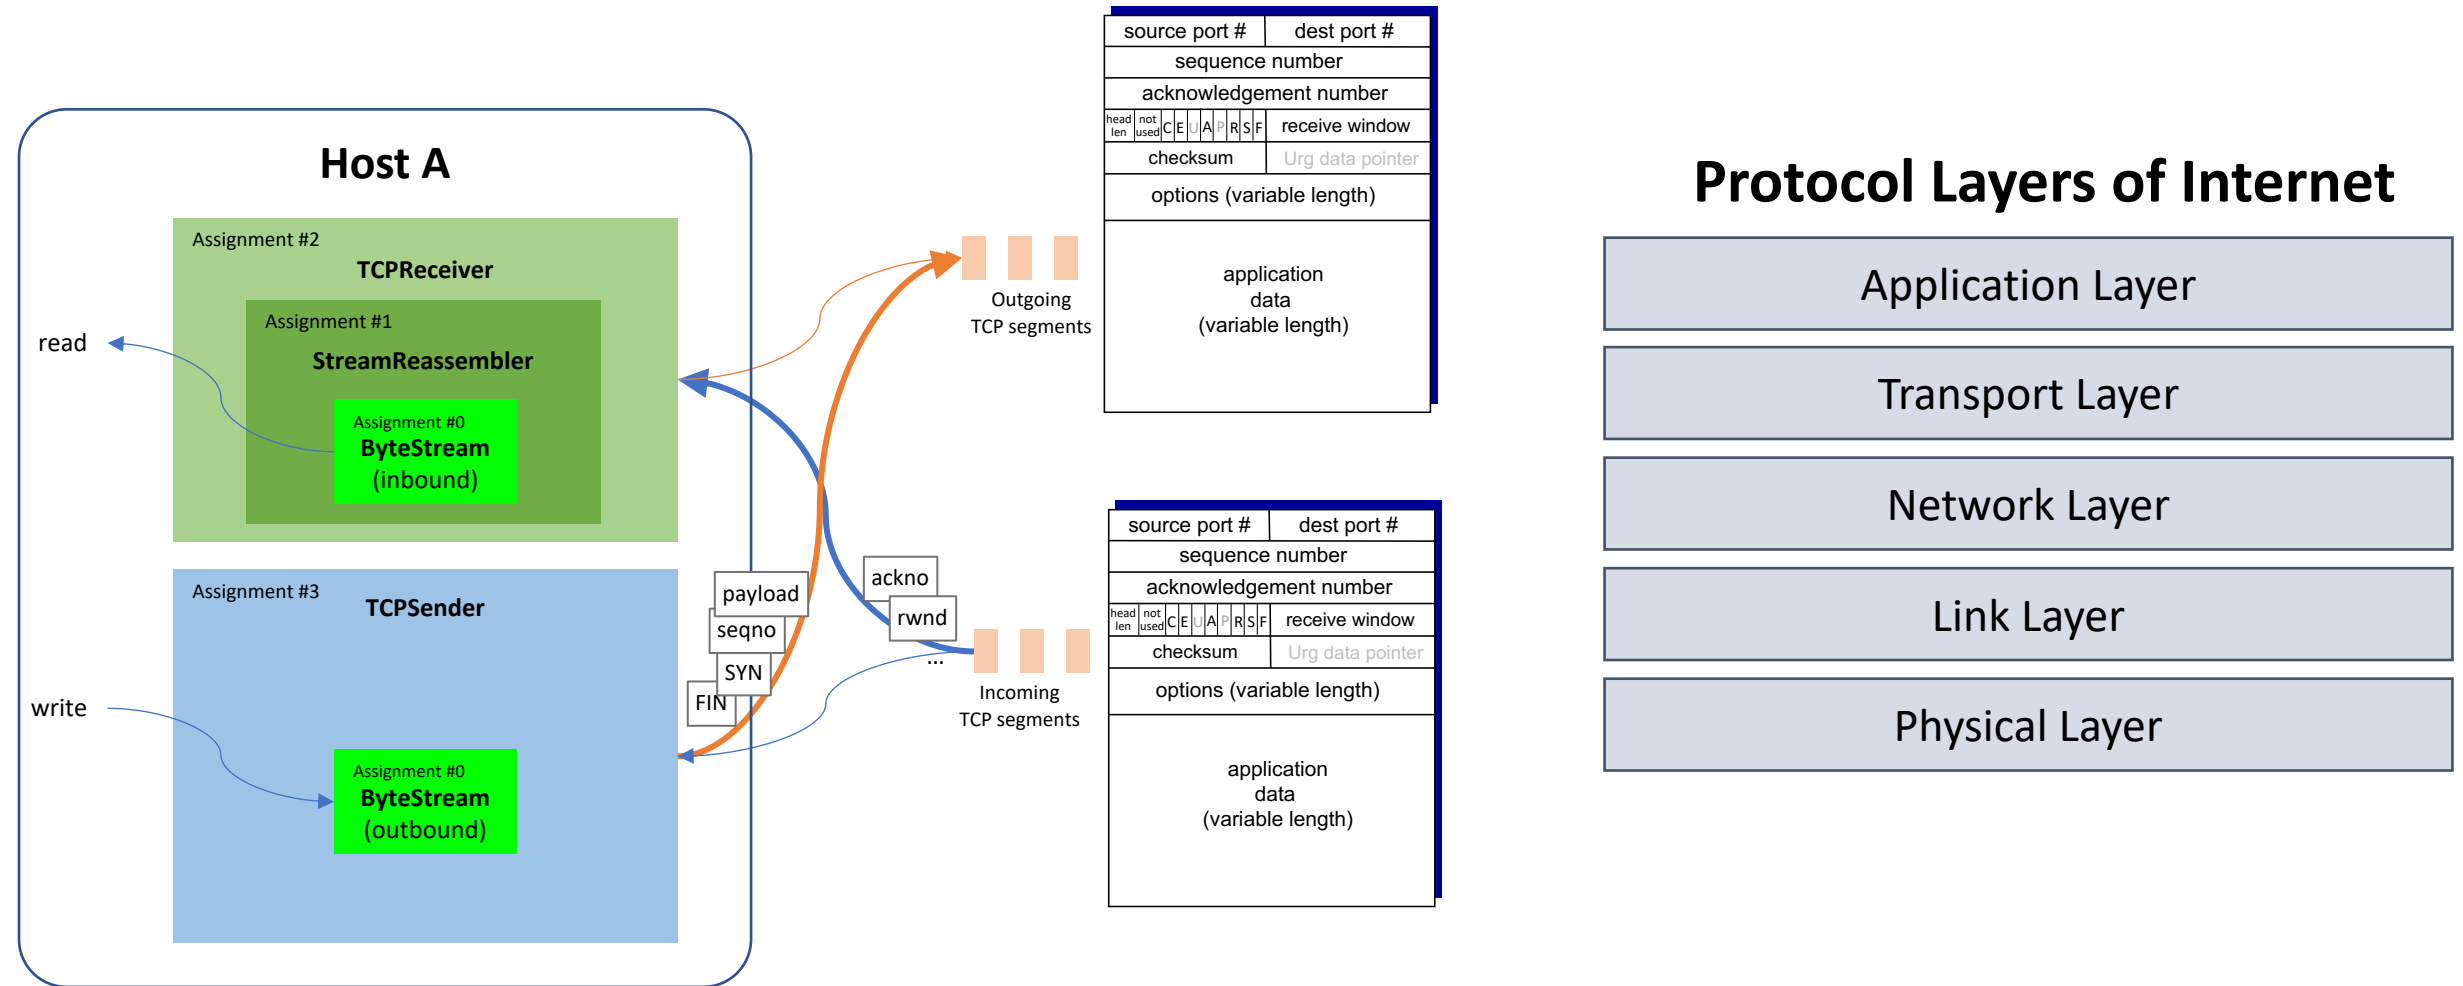 Host A
Assignment #2
TCPReceiver
Assignment #1
StreamReassembler
Assignment #0
ByteStream
(inbound)
read
Assignment #3
TCPSender
write
Assignment #0
ByteStream
(outbound)
payload
seqno
SYN
FIN
ackno
rwnd
...
Outgoing
TCP segments
Incoming
TCP segments
source port # dest port #
sequence number
acknowledgement number
head len not used C E U A P R S F receive window
checksum Urg data pointer
options (variable length)
application
data
(variable length)
source port # dest port #
sequence number
acknowledgement number
head len not used C E U A P R S F receive window
checksum Urg data pointer
options (variable length)
application
data
(variable length)
Protocol Layers of Internet
Application Layer
Transport Layer
Network Layer
Link Layer
Physical Layer